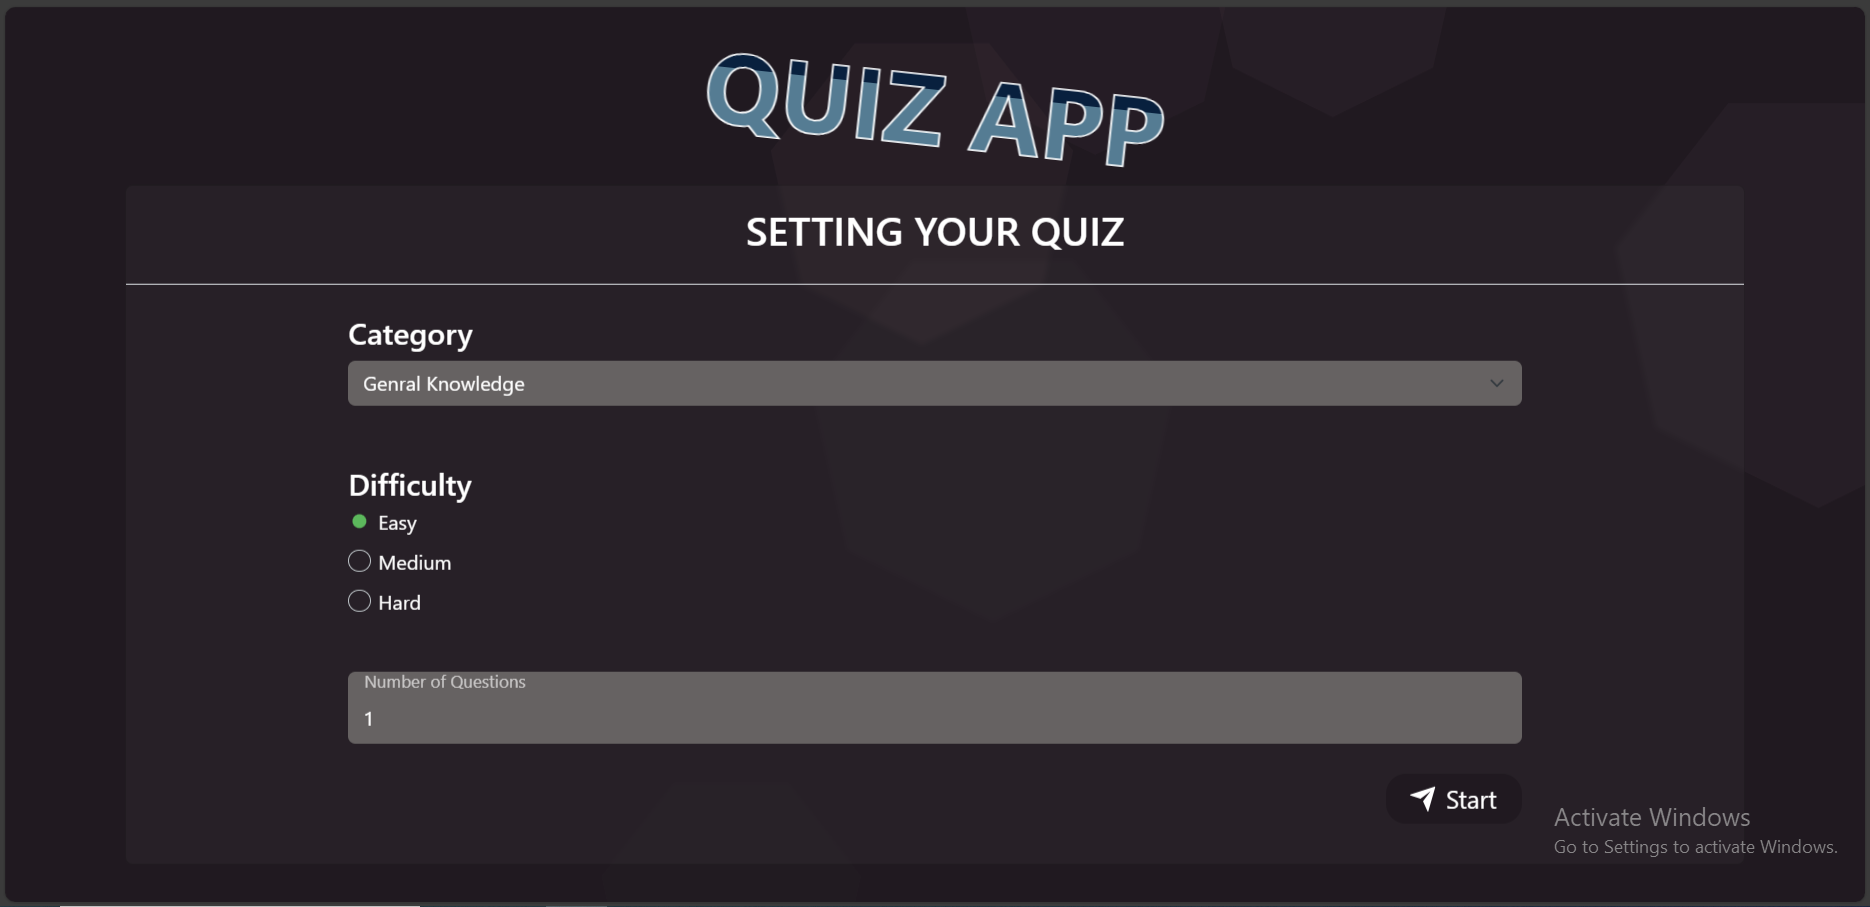 QUIZ APP
SETTING YOUR QUIZ
Category
Genral Knowledge
Difficulty
Easy
Medium
Hard
Number of Questions
1
Start
Activate Windows
Go to Settings to activate Windows.